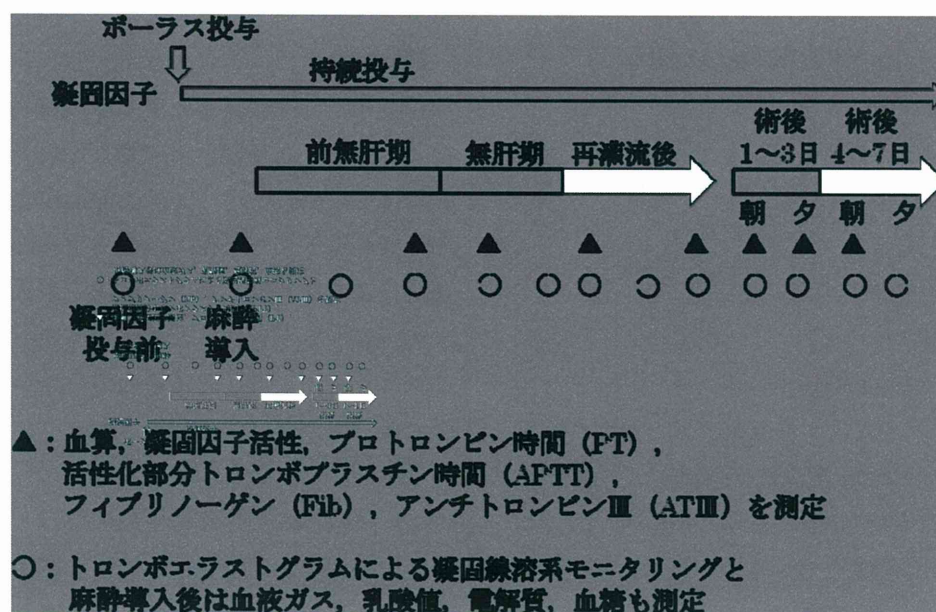 ボーラス投与
凝固因子
持続投与
前無肝期
無肝期
再灌流後
術後
1～3日
術後
4～7日
朝 夕 朝 夕
凝固因子
投与前
麻酔
導入
▲：血算，凝固因子活性，プロトロンビン時間（PT），
活性化部分トロンボプラスチン時間（APTT），
フィブリノーゲン（Fib），アンチトロンビンⅢ（ATⅢ）を測定
○：トロンボエラストグラムによる凝固線溶系モニタリングと
麻酔導入後は血液ガス，乳酸値，電解質，血糖も測定